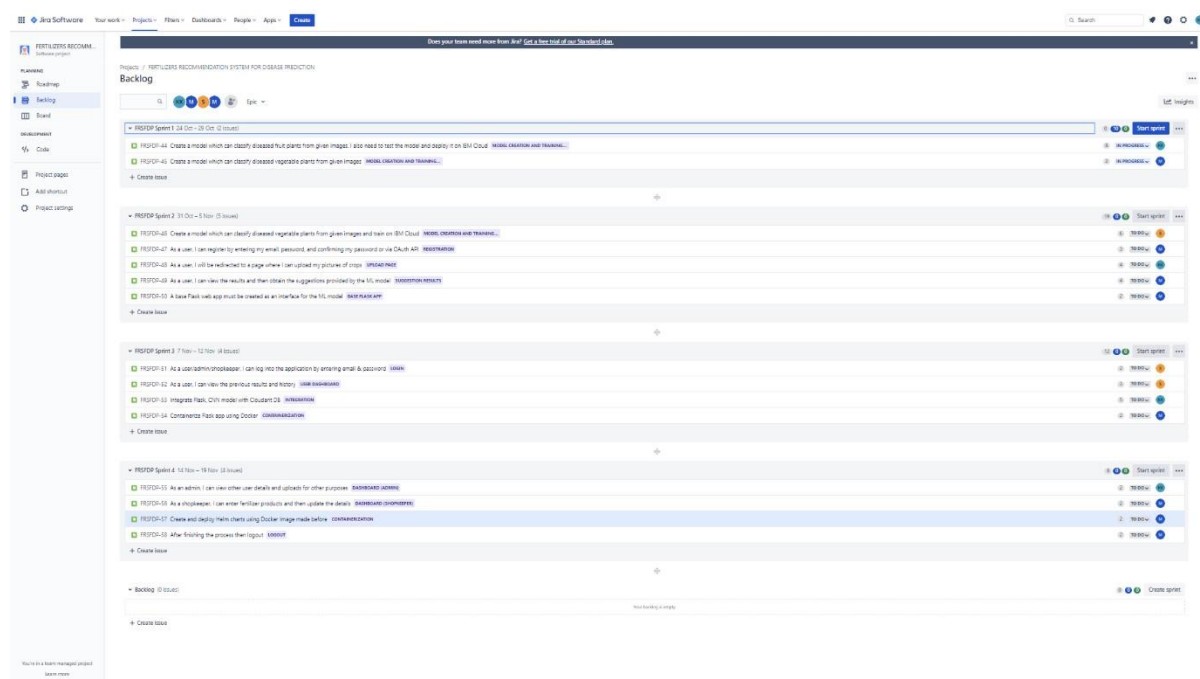 Jira Software Your work Projects Filters Dashboards People Apps Create Search
Does your team need more from Jira? Get a free trial of our Standard plan.
FERTILIZERS RECOMM...
Software project
Projects / FERTILIZERS RECOMMENDATION SYSTEM FOR DISEASE PREDICTION
Backlog
PLANNING
Roadmap
Backlog
Board
DEVELOPMENT
Code
Project pages
Add shortcut
Project settings
Epic
Insights
FRSFDP Sprint 1 24 Oct – 29 Oct (2 issues) Start sprint
FRSFDP-44 Create a model which can classify diseased fruit plants from given images. I also need to test the model and deploy it on IBM Cloud MODEL CREATION AND TRAINING... IN PROGRESS
FRSFDP-45 Create a model which can classify diseased vegetable plants from given images MODEL CREATION AND TRAINING... IN PROGRESS M
+ Create issue
FRSFDP Sprint 2 31 Oct – 5 Nov (5 issues) Start sprint
FRSFDP-46 Create a model which can classify diseased vegetable plants from given images and train on IBM Cloud MODEL CREATION AND TRAINING... TO DO
FRSFDP-47 As a user, I can register by entering my email, password, and confirming my password or via OAuth API REGISTRATION TO DO M
FRSFDP-48 As a user, I will be redirected to a page where I can upload my pictures of crops UPLOAD PAGE TO DO
FRSFDP-49 As a user, I can view the results and then obtain the suggestions provided by the ML model SUGGESTION RESULTS TO DO M
FRSFDP-50 A base Flask web app must be created as an interface for the ML model BASE FLASK APP TO DO M
+ Create issue
FRSFDP Sprint 3 7 Nov – 12 Nov (4 issues) Start sprint
FRSFDP-51 As a user/admin/shopkeeper, I can log into the application by entering email & password LOGIN TO DO
FRSFDP-52 As a user, I can view the previous results and history USER DASHBOARD TO DO
FRSFDP-53 Integrate Flask, CNN model with Cloudant DB INTEGRATION TO DO
FRSFDP-54 Containerize Flask app using Docker CONTAINERIZATION TO DO M
+ Create issue
FRSFDP Sprint 4 14 Nov – 19 Nov (4 issues) Start sprint
FRSFDP-55 As an admin, I can view other user details and uploads for other purposes DASHBOARD (ADMIN) TO DO
FRSFDP-56 As a shopkeeper, I can enter fertilizer products and then update the details DASHBOARD (SHOPKEEPER) TO DO M
FRSFDP-57 Create and deploy Helm charts using Docker Image made before CONTAINERIZATION TO DO M
FRSFDP-58 After finishing the process then logout LOGOUT TO DO M
+ Create issue
Backlog (0 issues) Create sprint
Your backlog is empty.
+ Create issue
You're in a team-managed project
Learn more